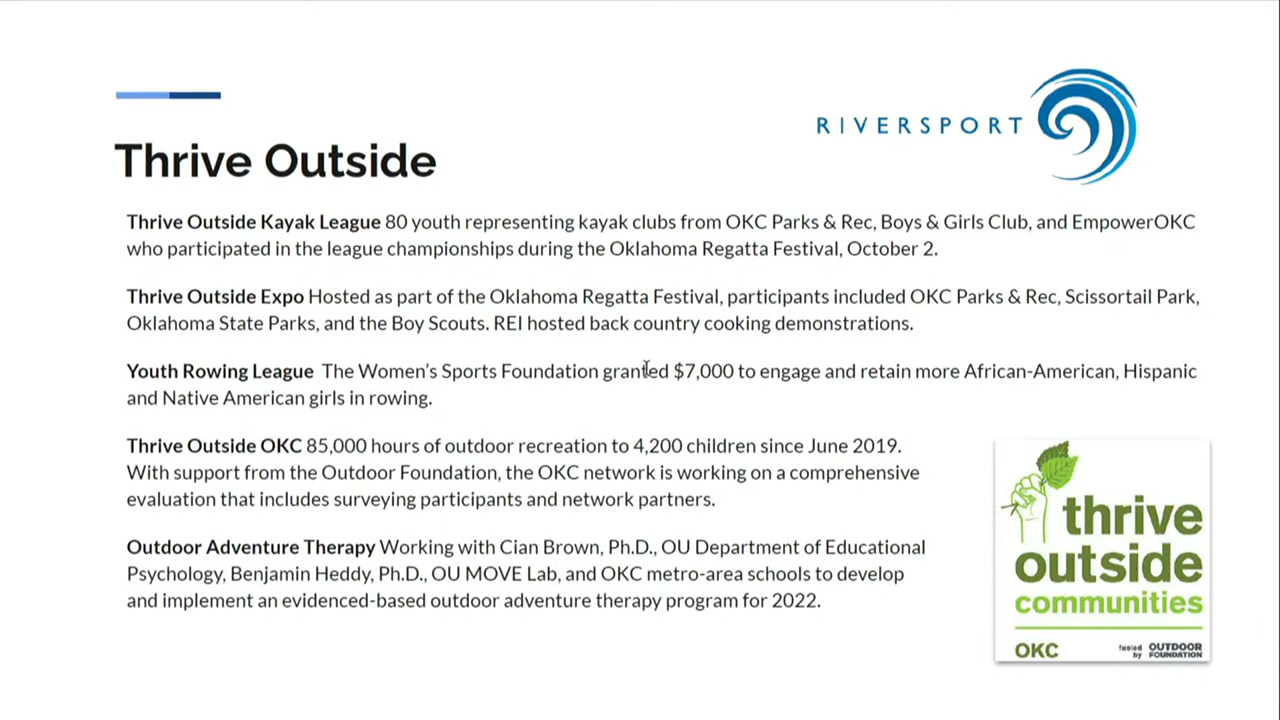 RIVERSPORT
Thrive Outside
Thrive Outside Kayak League 80 youth representing kayak clubs from OKC Parks & Rec, Boys & Girls Club, and EmpowerOKC
who participated in the league championships during the Oklahoma Regatta Festival, October 2.
Thrive Outside Expo Hosted as part of the Oklahoma Regatta Festival, participants included OKC Parks & Rec, Scissortail Park,
Oklahoma State Parks, and the Boy Scouts. REI hosted back country cooking demonstrations.
Youth Rowing League The Women's Sports Foundation granted $7,000 to engage and retain more African-American, Hispanic
and Native American girls in rowing.
Thrive Outside OKC 85,000 hours of outdoor recreation to 4,200 children since June 2019.
With support from the Outdoor Foundation, the OKC network is working on a comprehensive
evaluation that includes surveying participants and network partners.
Outdoor Adventure Therapy Working with Cian Brown, Ph.D., OU Department of Educational
Psychology, Benjamin Heddy, Ph.D., OU MOVE Lab, and OKC metro-area schools to develop
and implement an evidenced-based outdoor adventure therapy program for 2022.
thrive
outside
communities
OKC
fueled by OUTDOOR FOUNDATION